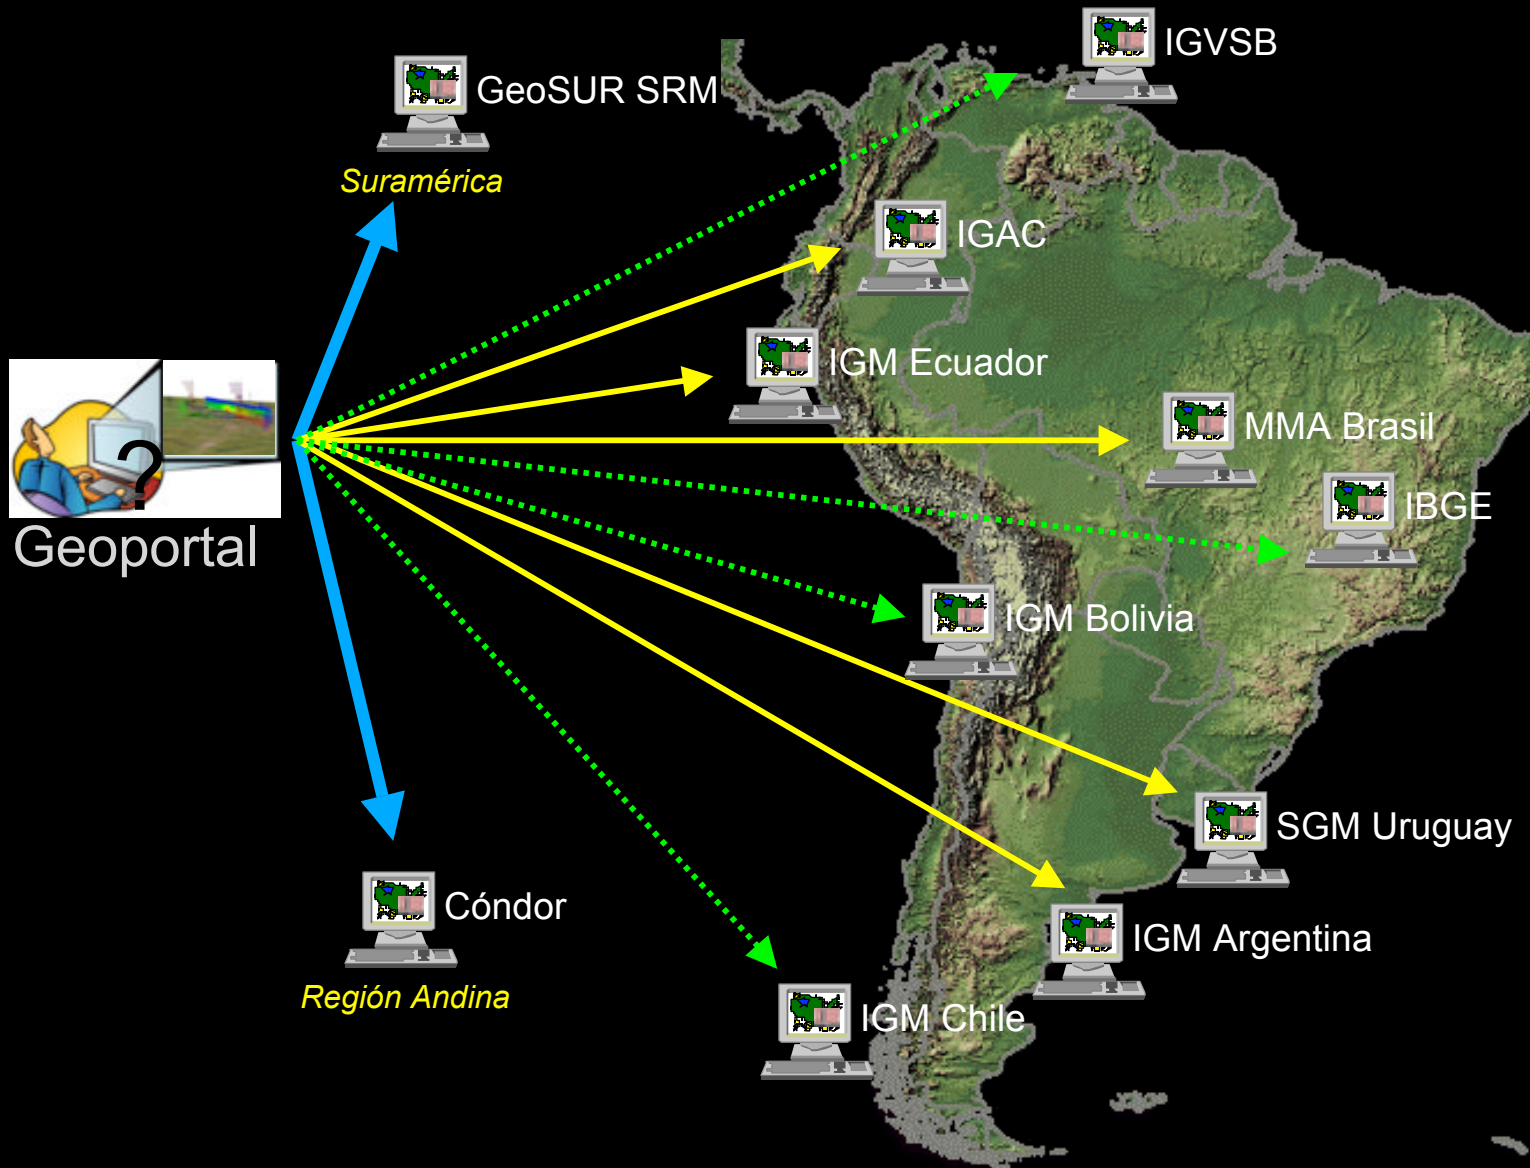 IGVSB
GeoSUR SRM
Suramérica
IGAC
IGM Ecuador
MMA Brasil
IBGE
?
Geoportal
IGM Bolivia
SGM Uruguay
Cóndor
IGM Argentina
Región Andina
IGM Chile